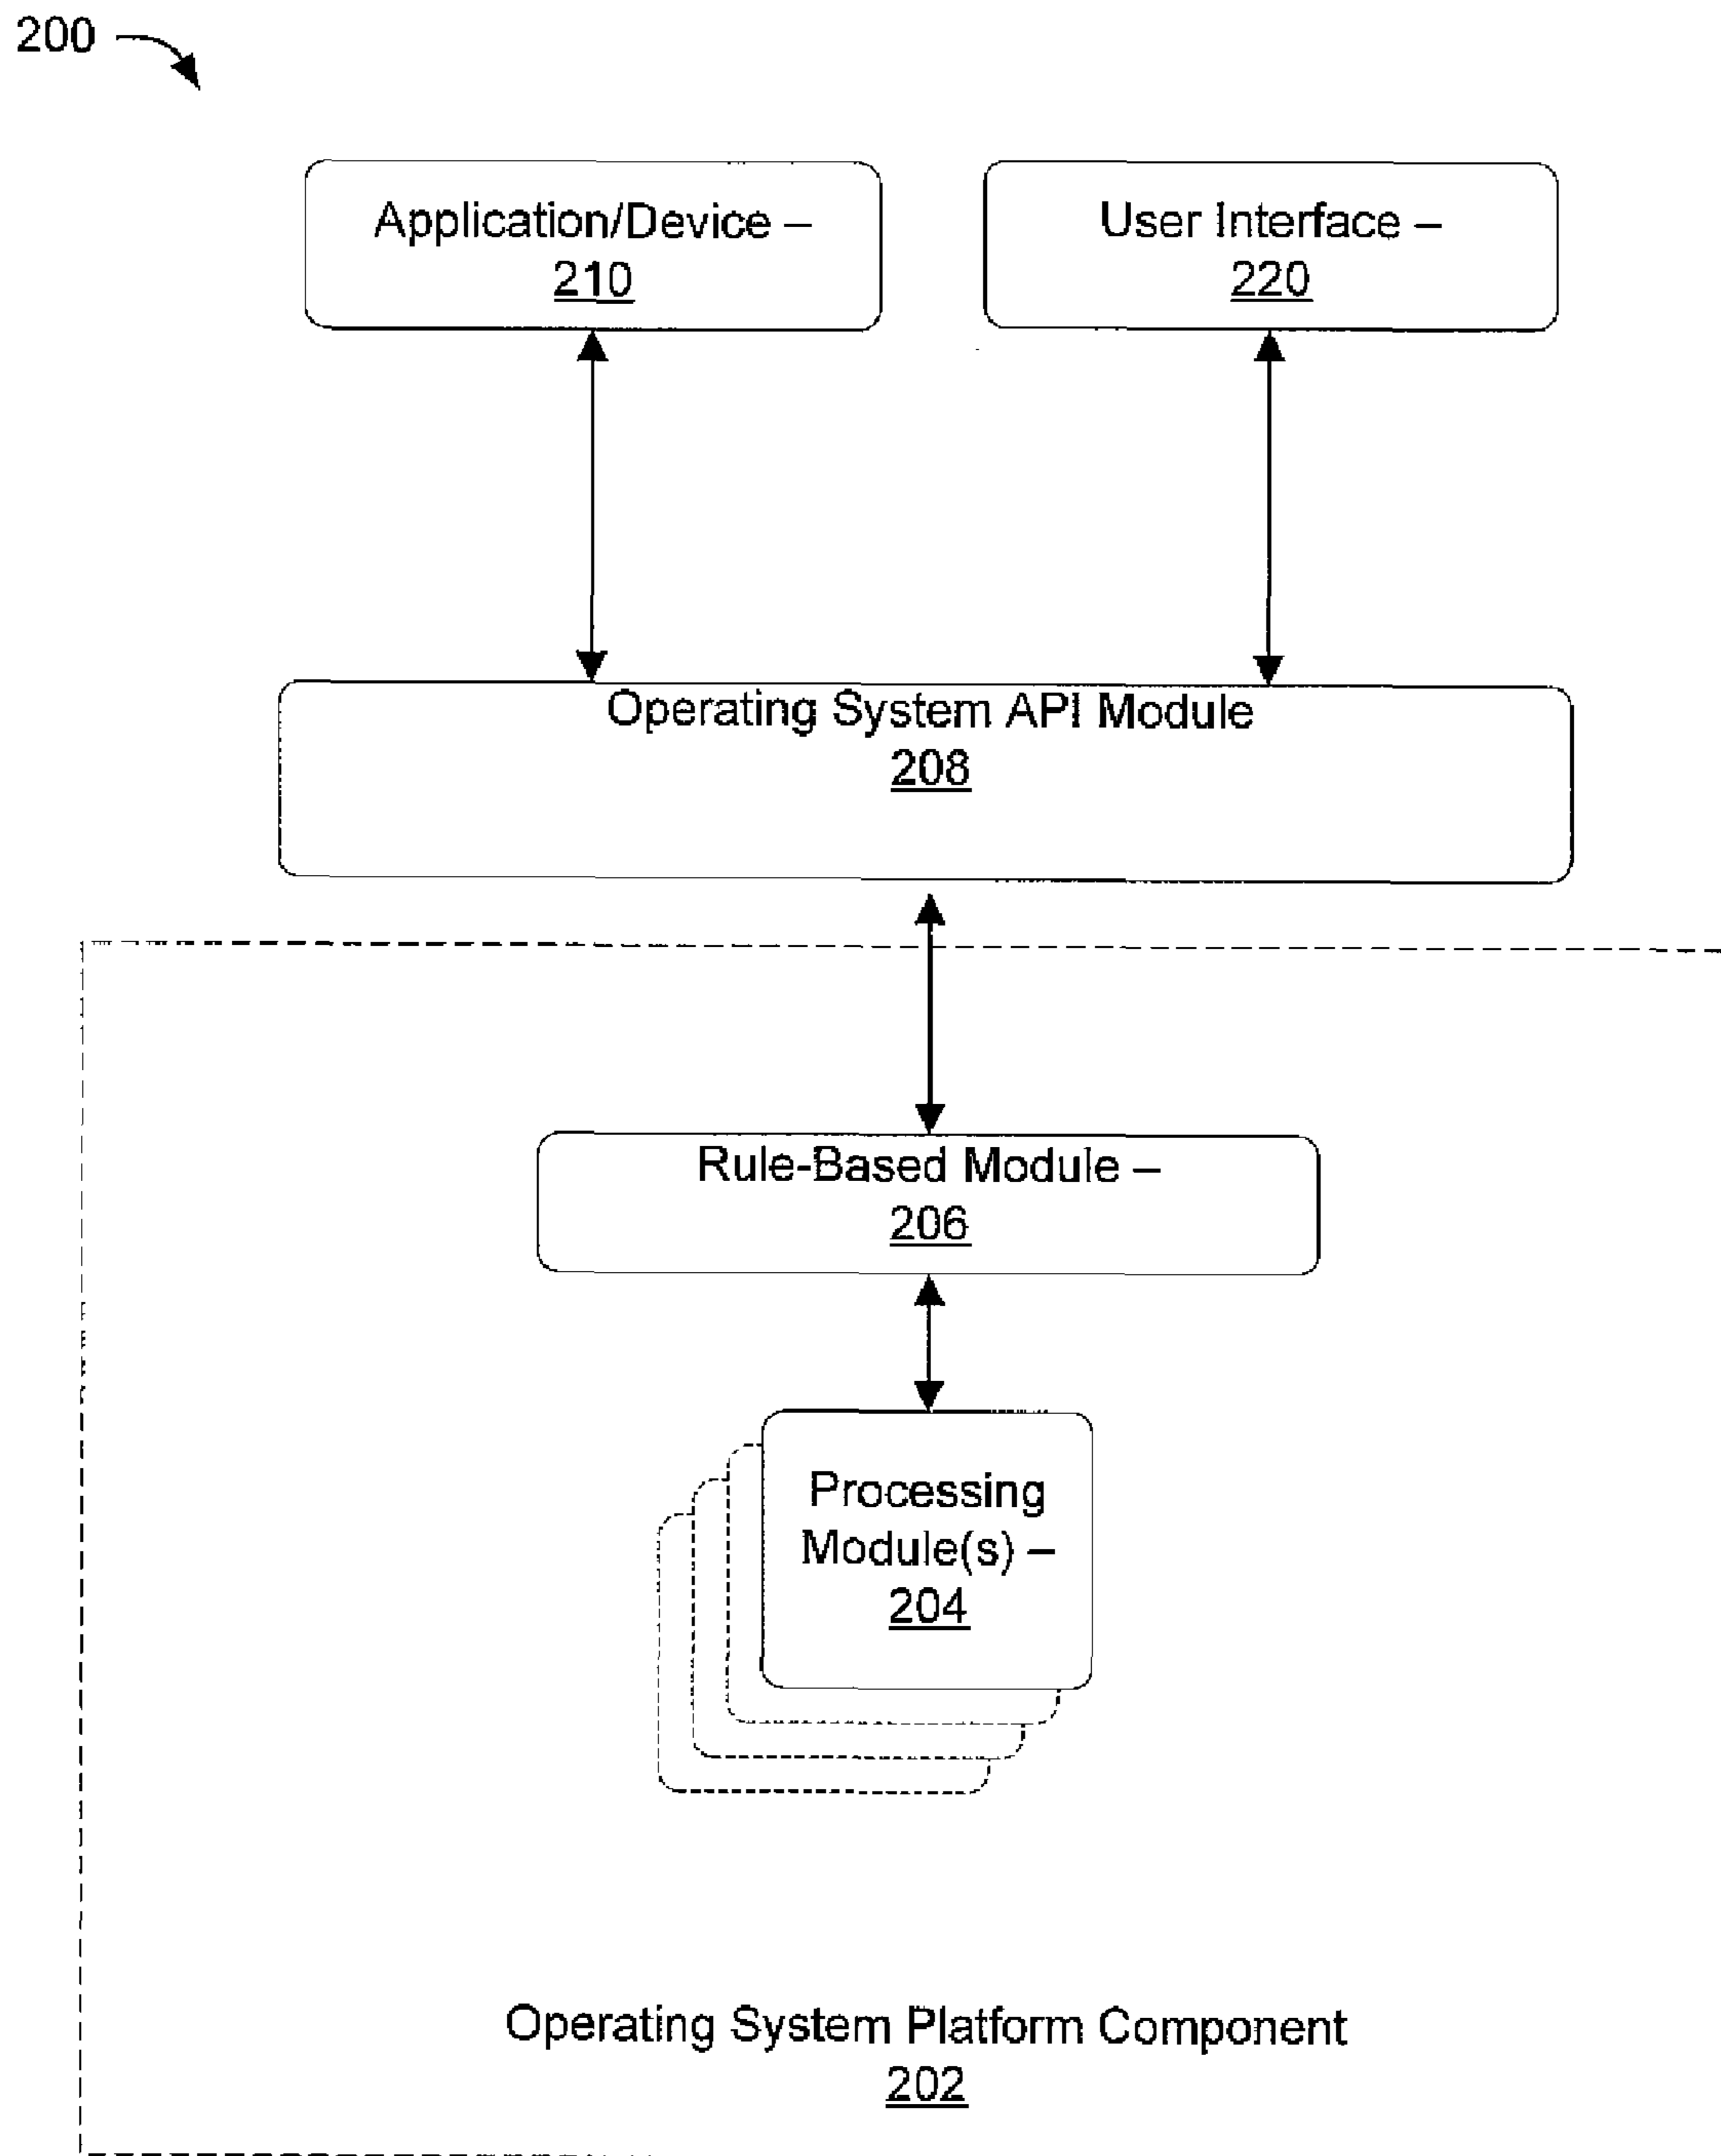 200
Application/Device –
210
User Interface –
220
Operating System API Module
208
Rule-Based Module –
206
Processing
Module(s) –
204
Operating System Platform Component
202